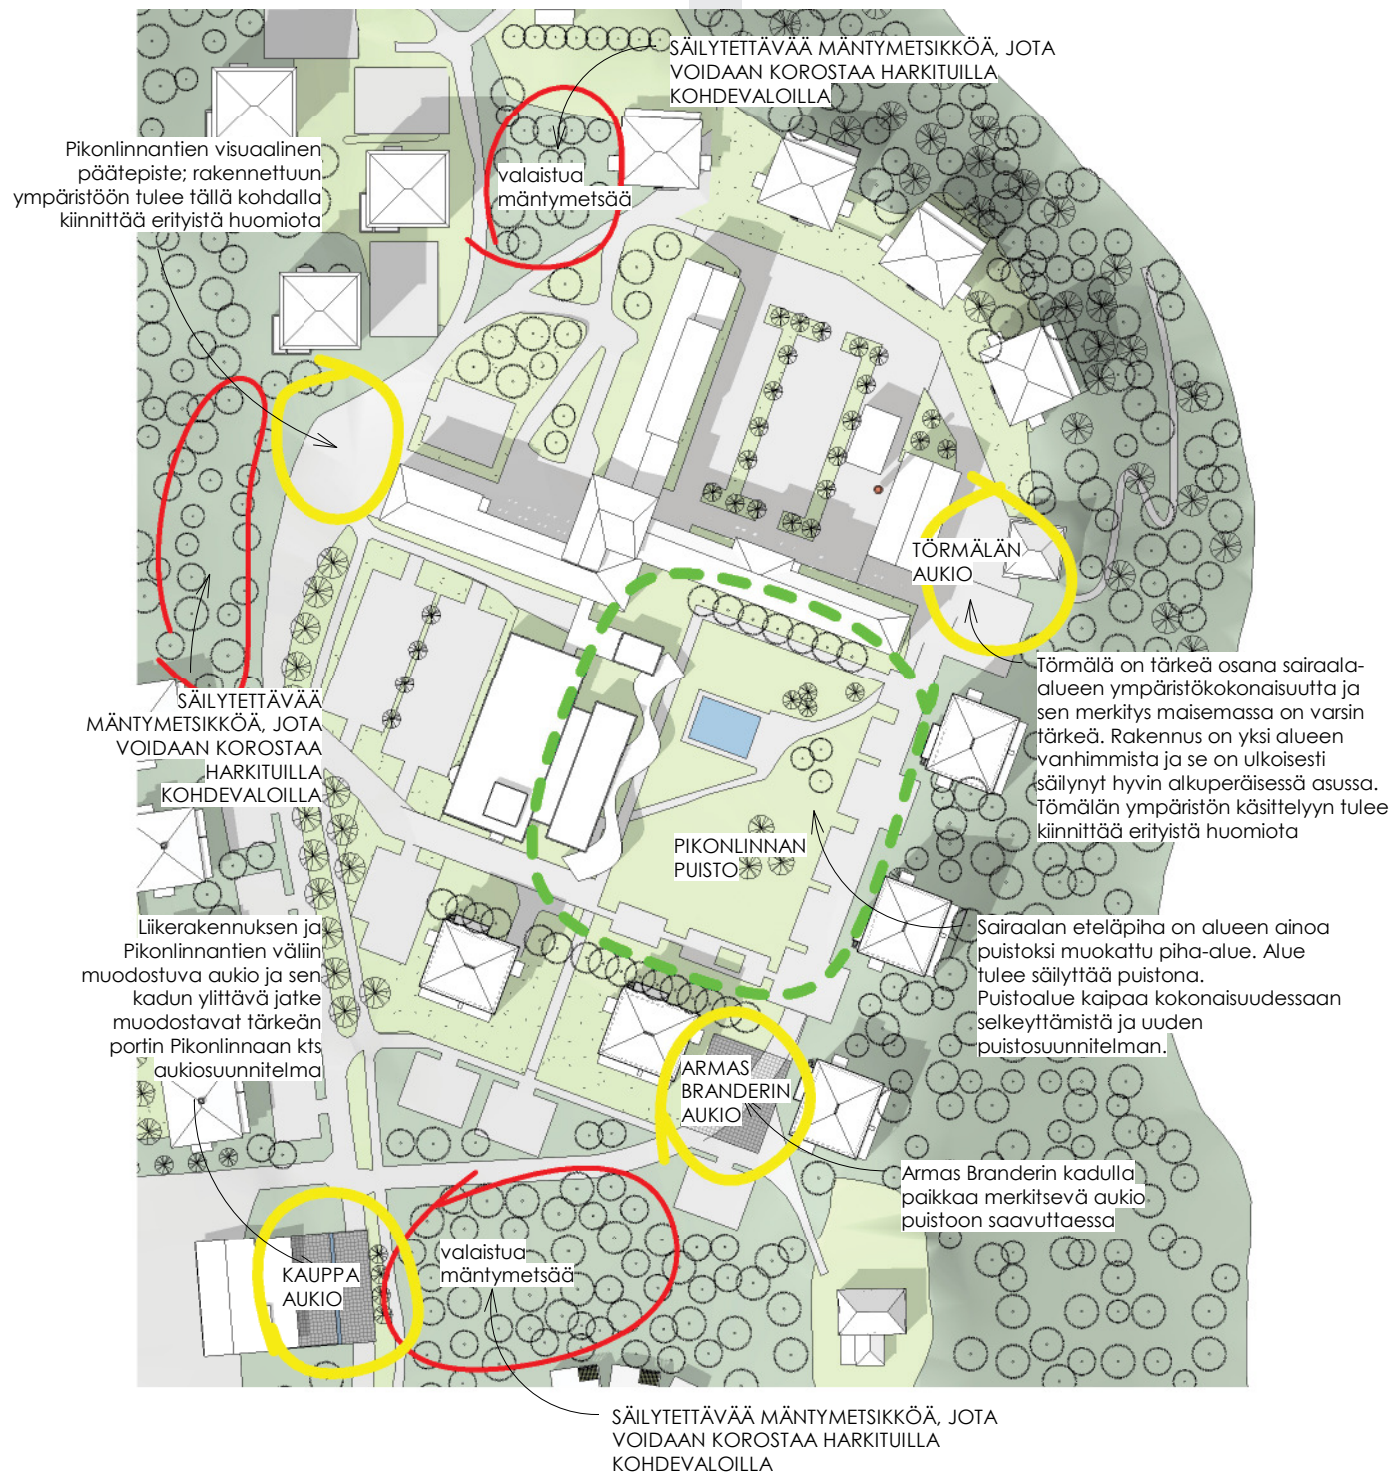 SÄILYTETTÄVÄÄ MÄNTYMETSIKKÖÄ, JOTA
VOIDAAN KOROSTAA HARKITUILLA
KOHDEVALOILLA
Pikonlinnantien visuaalinen
päätepiste; rakennettuun
ympäristöön tulee tällä kohdalla
kiinnittää erityistä huomiota
valaistua
mäntymetsää
TÖRMÄLÄN
AUKIO
Törmälä on tärkeä osana sairaala-
alueen ympäristökokonaisuutta ja
sen merkitys maisemassa on varsin
tärkeä. Rakennus on yksi alueen
vanhimmista ja se on ulkoisesti
säilynyt hyvin alkuperäisessä asussa.
Tömälän ympäristön käsittelyyn tulee
kiinnittää erityistä huomiota
SÄILYTETTÄVÄÄ
MÄNTYMETSIKKÖÄ, JOTA
VOIDAAN KOROSTAA
HARKITUILLA
KOHDEVALOILLA
PIKONLINNAN
PUISTO
Liikerakennuksen ja
Pikonlinnantien väliin
muodostuva aukio ja sen
kadun ylittävä jatke
muodostavat tärkeän
portin Pikonlinnaan kts
aukiosuunnitelma
Sairaalan eteläpiha on alueen ainoa
puistoksi muokattu piha-alue. Alue
tulee säilyttää puistona.
Puistoalue kaipaa kokonaisuudessaan
selkeyttämistä ja uuden
puistosuunnitelman.
ARMAS
BRANDERIN
AUKIO
Armas Branderin kadulla
paikkaa merkitsevä aukio
puistoon saavuttaessa
KAUPPA
AUKIO
valaistua
mäntymetsää
SÄILYTETTÄVÄÄ MÄNTYMETSIKKÖÄ, JOTA
VOIDAAN KOROSTAA HARKITUILLA
KOHDEVALOILLA